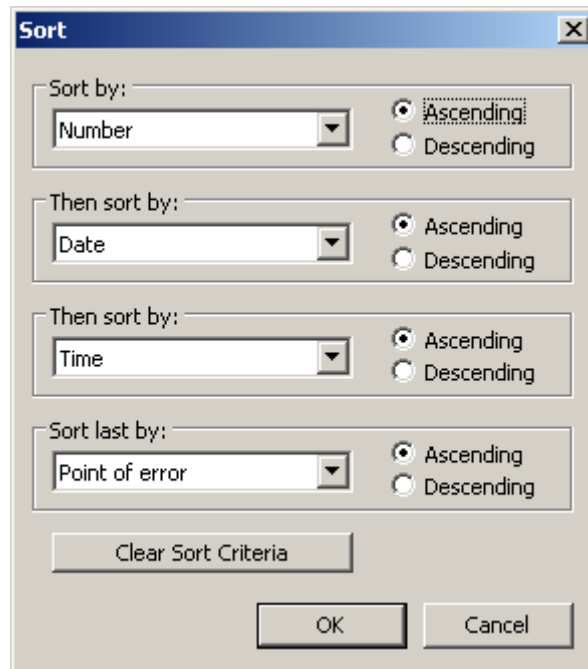 Sort
Sort by:
Number
Ascending
Descending
Then sort by:
Date
Ascending
Descending
Then sort by:
Time
Ascending
Descending
Sort last by:
Point of error
Ascending
Descending
Clear Sort Criteria
OK
Cancel